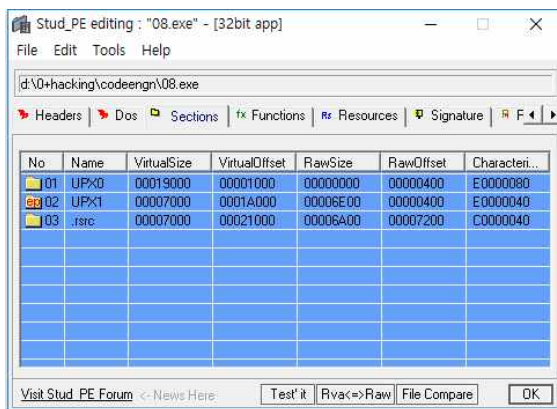 Stud_PE editing : "08.exe" - [32bit app]
File Edit Tools Help
d:\0+hacking\codeengn\08.exe
Headers Dos Sections fx Functions Rs Resources Signature F
No Name VirtualSize VirtualOffset RawSize RawOffset Characteri...
01 UPX0 00019000 00001000 00000000 00000400 E0000080
ep 02 UPX1 00007000 0001A000 00006E00 00000400 E0000040
03 .rsrc 00007000 00021000 00006A00 00007200 C0000040
Visit Stud_PE Forum <- News Here Test' it Rva<=>Raw File Compare OK